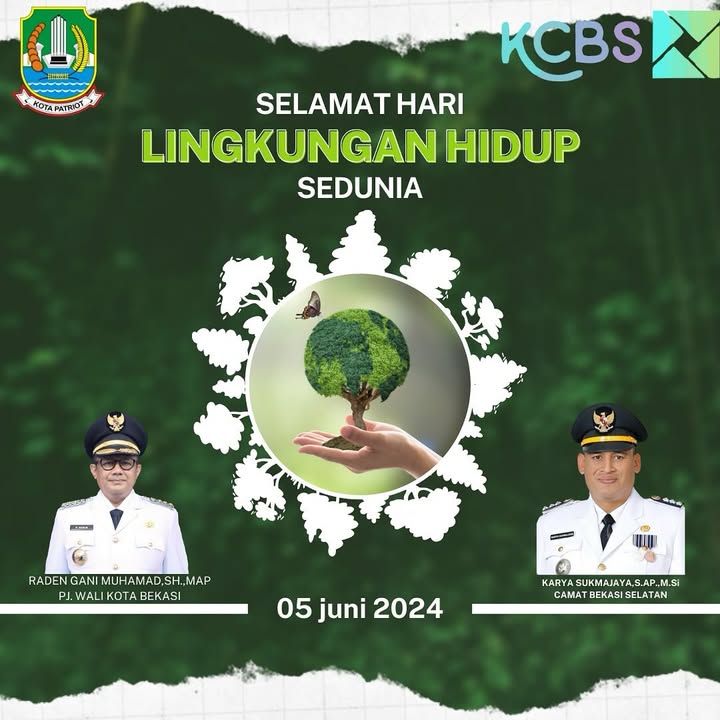 KOTA PATRIOT
KCBS
SELAMAT HARI
LINGKUNGAN HIDUP
SEDUNIA
RADEN GANI MUHAMAD,SH.,MAP
PJ. WALI KOTA BEKASI
KARYA SUKMAJAYA,S.AP.,M.Si
CAMAT BEKASI SELATAN
05 juni 2024